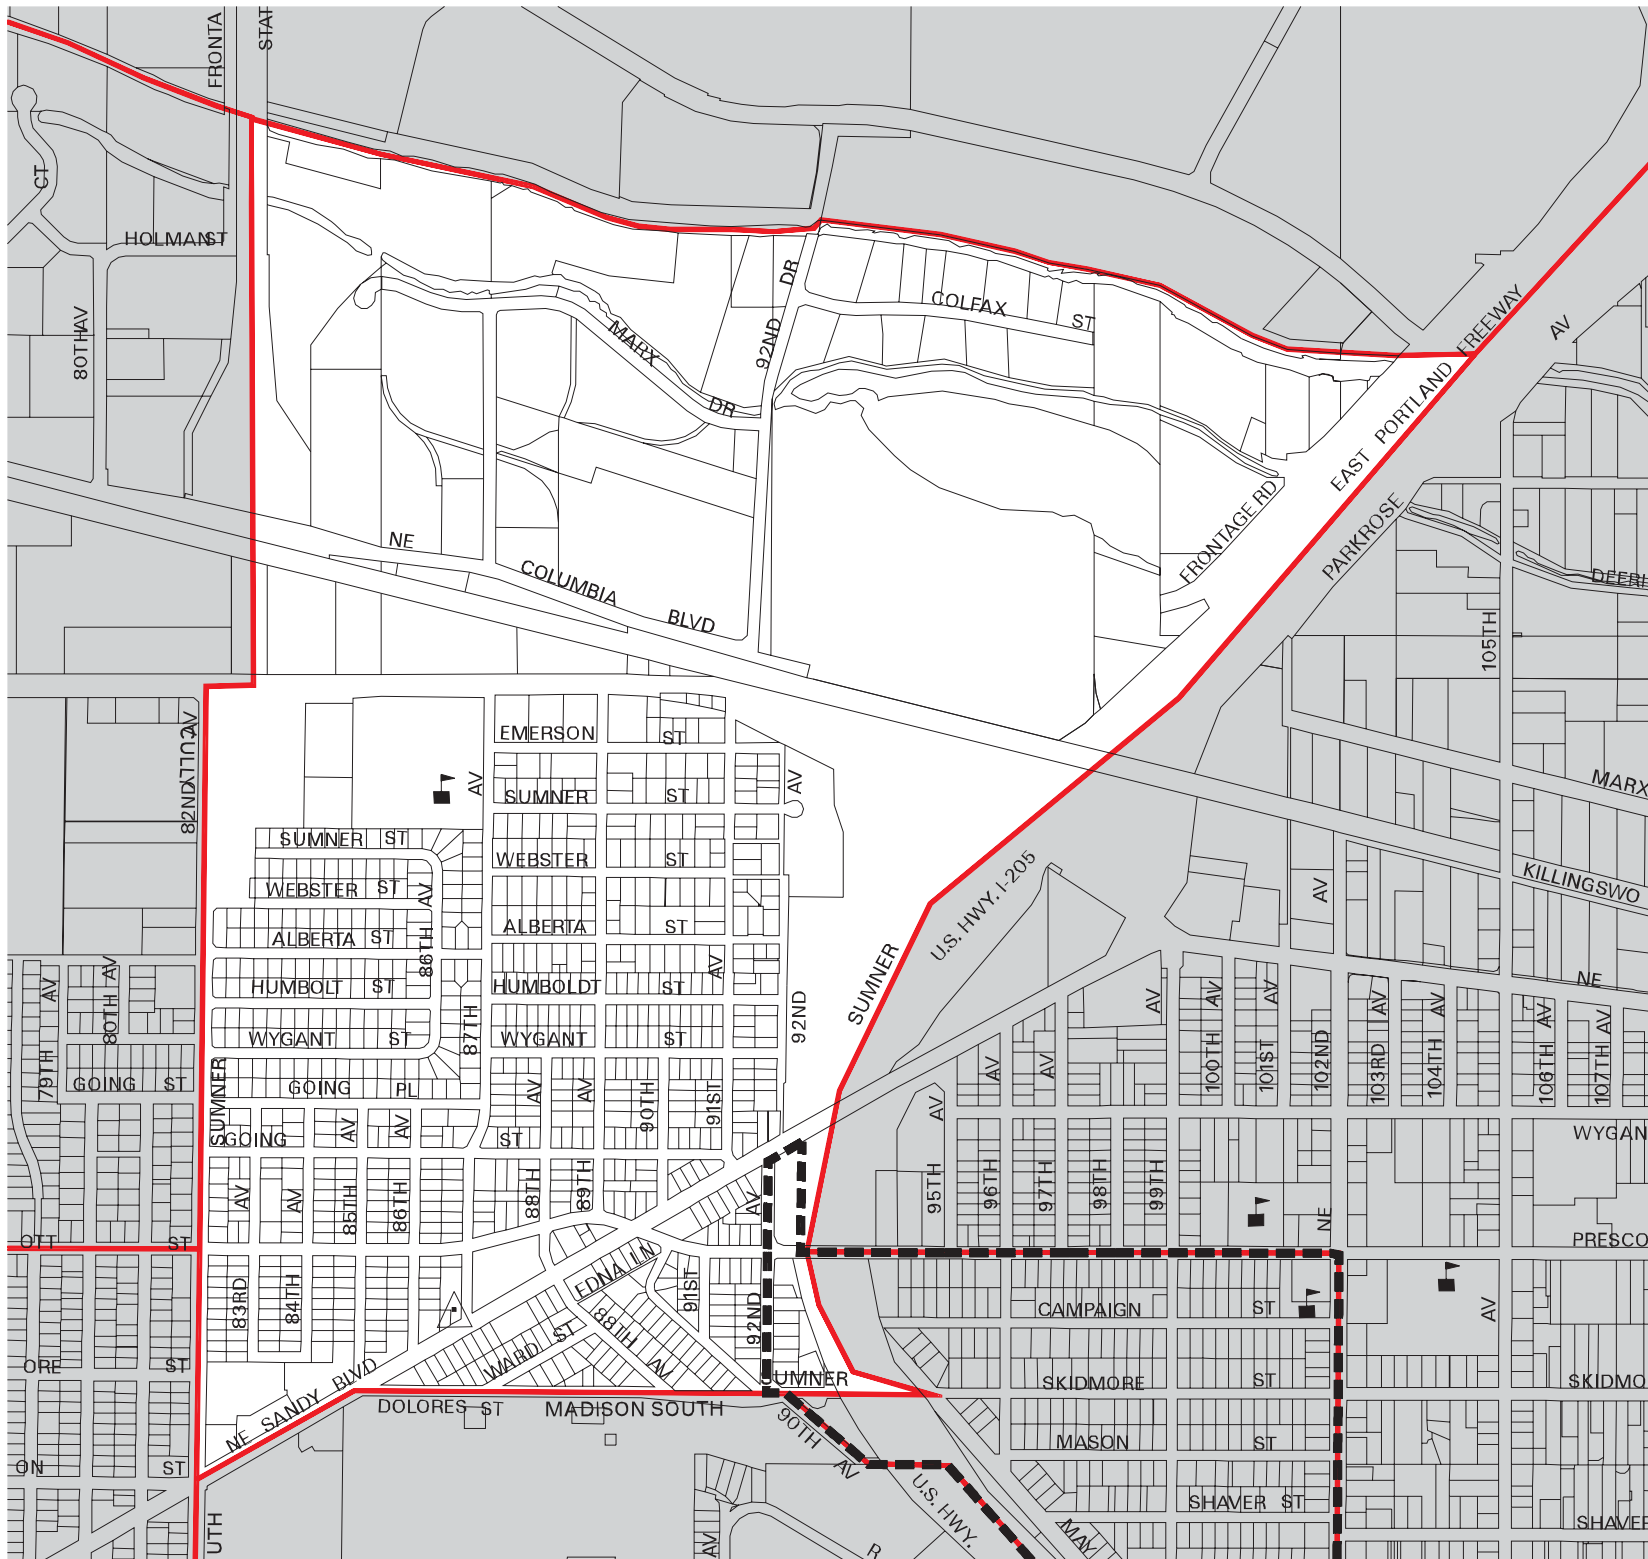 FRONTA
STAT
CT
HOLMAN ST
80TH AV
DR
92ND
COLFAX
ST
MARX
DR
FREEWAY
EAST PORTLAND
AV
FRONTAGE RD
PARKROSE
DEERI
NE
COLUMBIA
BLVD
105TH
82ND
CULLY
AV
EMERSON
ST
AV
SUMNER
ST
AV
MARX
SUMNER ST
WEBSTER
ST
WEBSTER ST
AV
KILLINGSWO
AV
U.S. HWY. I-205
ALBERTA
ST
ALBERTA ST
86TH
SUMNER
AV
AV
80TH AV
HUMBOLT ST
HUMBOLDT
ST
NE
AV
AV
AV
AV
AV
AV
AV
WYGANT
ST
87TH
WYGANT
ST
92ND
79TH
GOING ST
SUMNER
GOING
PL
AV
AV
90TH
91ST
AV
AV
AV
100TH
101ST
102ND
103RD
104TH
106TH
107TH
GOING
AV
AV
ST
WYGAN
AV
AV
85TH
86TH
88TH
89TH
AV
95TH
96TH
97TH
98TH
99TH
NE
OTT
ST
PRESCO
83RD
84TH
EDNA LN
91ST
92ND
CAMPAIGN
ST
AV
88TH
AV
WARD
ST
ORE
ST
NE SANDY BLVD
SUMNER
SKIDMORE
ST
SKIDMO
DOLORES ST
MADISON SOUTH
90TH
AV
MASON
ST
ON
ST
U.S. HWY.
SHAVER ST
SHAVER
UTH
AV
R
MAY